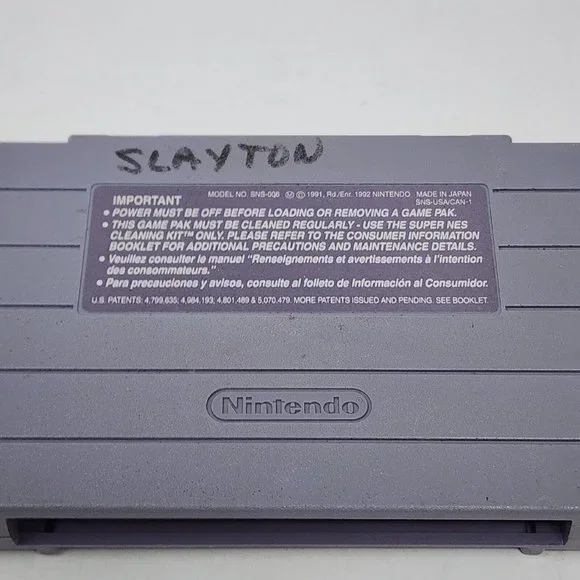 SLAYTON
IMPORTANT MODEL NO. SNS-006 Ⓜ © 1991, Rd./Enr. 1992 NINTENDO MADE IN JAPAN
SNS-USA/CAN-1
• POWER MUST BE OFF BEFORE LOADING OR REMOVING A GAME PAK.
• THIS GAME PAK MUST BE CLEANED REGULARLY - USE THE SUPER NES
CLEANING KIT™ ONLY. PLEASE REFER TO THE CONSUMER INFORMATION
BOOKLET FOR ADDITIONAL PRECAUTIONS AND MAINTENANCE DETAILS.
• Veuillez consulter le manuel "Renseignements et avertissements à l'intention
des consommateurs."
• Para precauciones y avisos, consulte al folleto de Información al Consumidor.
U.S. PATENTS: 4,799,635; 4,984,193; 4,801,489 & 5,070,479. MORE PATENTS ISSUED AND PENDING. SEE BOOKLET.
Nintendo